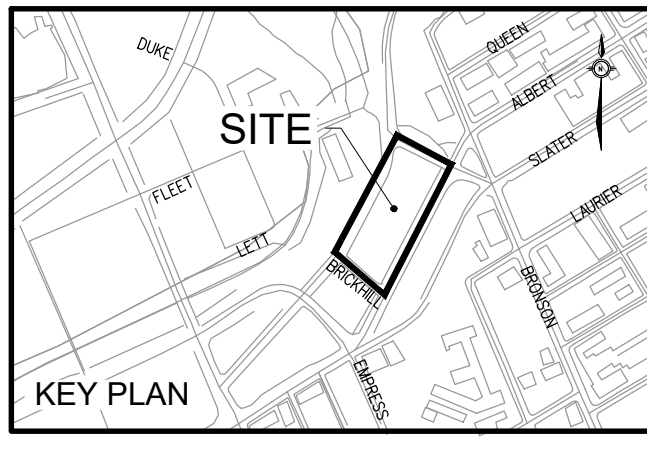 DUKE
QUEEN
ALBERT
SITE
SLATER
FLEET
LAURIER
LETT
BRICKHILL
BRONSON
EMPRESS
KEY PLAN
N